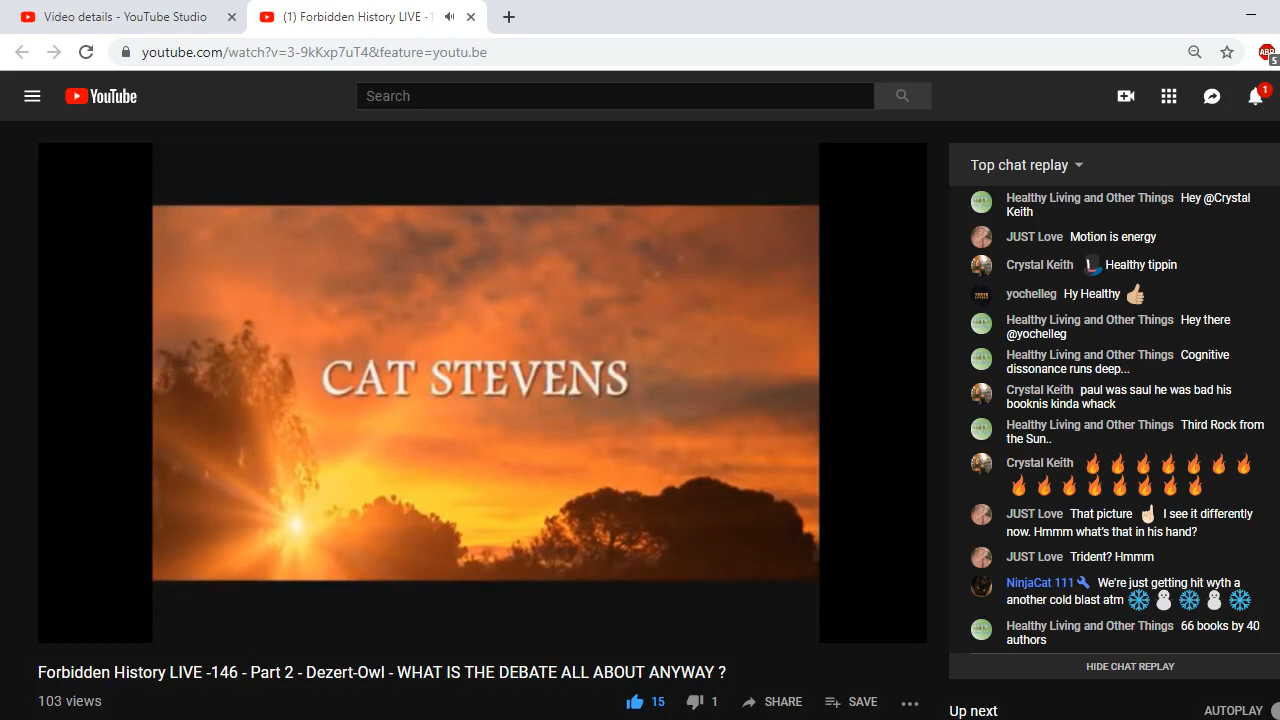 Video details - YouTube Studio
(1) Forbidden History LIVE -1
youtube.com/watch?v=3-9kKxp7uT4&feature=youtu.be
ABP
5
YouTube
Search
1
CAT STEVENS
Forbidden History LIVE -146 - Part 2 - Dezert-Owl - WHAT IS THE DEBATE ALL ABOUT ANYWAY ?
103 views
15
1
SHARE
SAVE
Top chat replay
Healthy Living and Other Things Hey @Crystal
Keith
JUST Love Motion is energy
Crystal Keith 🎩 Healthy tippin
yochelleg Hy Healthy 👍🏼
Healthy Living and Other Things Hey there
@yochelleg
Healthy Living and Other Things Cognitive
dissonance runs deep...
Crystal Keith paul was saul he was bad his
booknis kinda whack
Healthy Living and Other Things Third Rock from
the Sun..
Crystal Keith 🔥🔥🔥🔥🔥🔥🔥
🔥🔥🔥🔥🔥🔥🔥🔥
JUST Love That picture ☝🏻 I see it differently
now. Hmmm what's that in his hand?
JUST Love Trident? Hmmm
NinjaCat 111 We're just getting hit wyth a
another cold blast atm ❄⛄❄⛄❄
Healthy Living and Other Things 66 books by 40
authors
HIDE CHAT REPLAY
Up next
AUTOPLAY